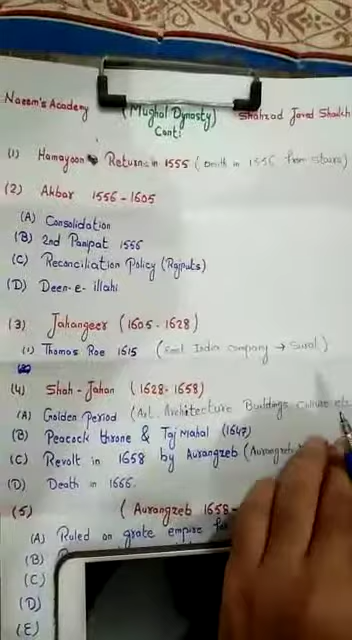 Naeem's Academy (Mughal Dynasty) Shahzad Javed Shaikh
Cont:
(1) Hamayoon Return in 1555 (Death in 1556 from stairs)
(2) Akbar 1556-1605
(A) Consolidation
(B) 2nd Panipat 1556
(C) Reconciliation Policy (Rajputs)
(D) Deen-e-illahi
(3) Jahangeer (1605-1628)
(1) Thomas Roe 1615 (East India Company → Surat)
(4) Shah-Jahan (1628-1658)
(A) Golden Period (Art. Architecture Buildings Culture etc
(B) Peacock throne & Taj Mahal (1647)
(C) Revolt in 1658 by Aurangzeb
(D) Death in 1666.
(5) (Aurangzeb 1658-
(A) Ruled on grate empire
(B)
(C)
(D)
(E)